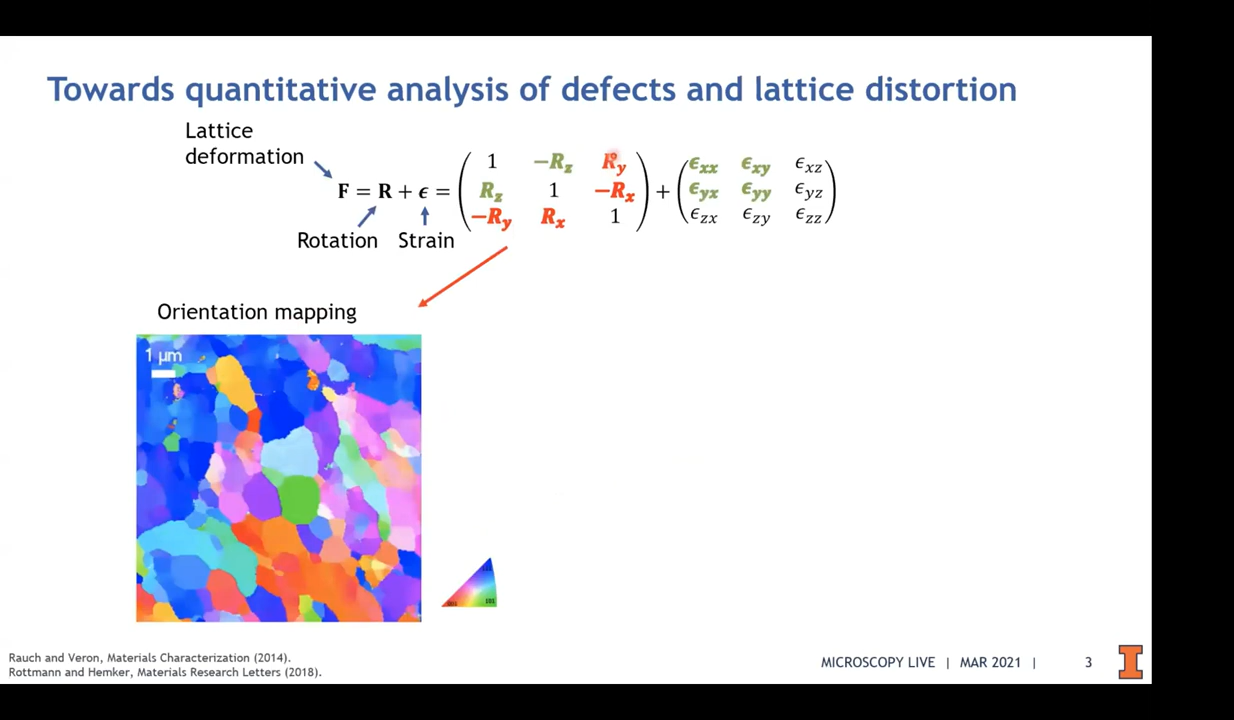 Towards quantitative analysis of defects and lattice distortion
Lattice
deformation
F = R + ϵ = ( 1 −R_z R_y ) + ( ϵ_xx ϵ_xy ϵ_xz )
( R_z 1 −R_x ) ( ϵ_yx ϵ_yy ϵ_yz )
( −R_y R_x 1 ) ( ϵ_zx ϵ_zy ϵ_zz )
Rotation Strain
Orientation mapping
1 μm
101
Rauch and Veron, Materials Characterization (2014).
Rottmann and Hemker, Materials Research Letters (2018).
MICROSCOPY LIVE | MAR 2021 | 3